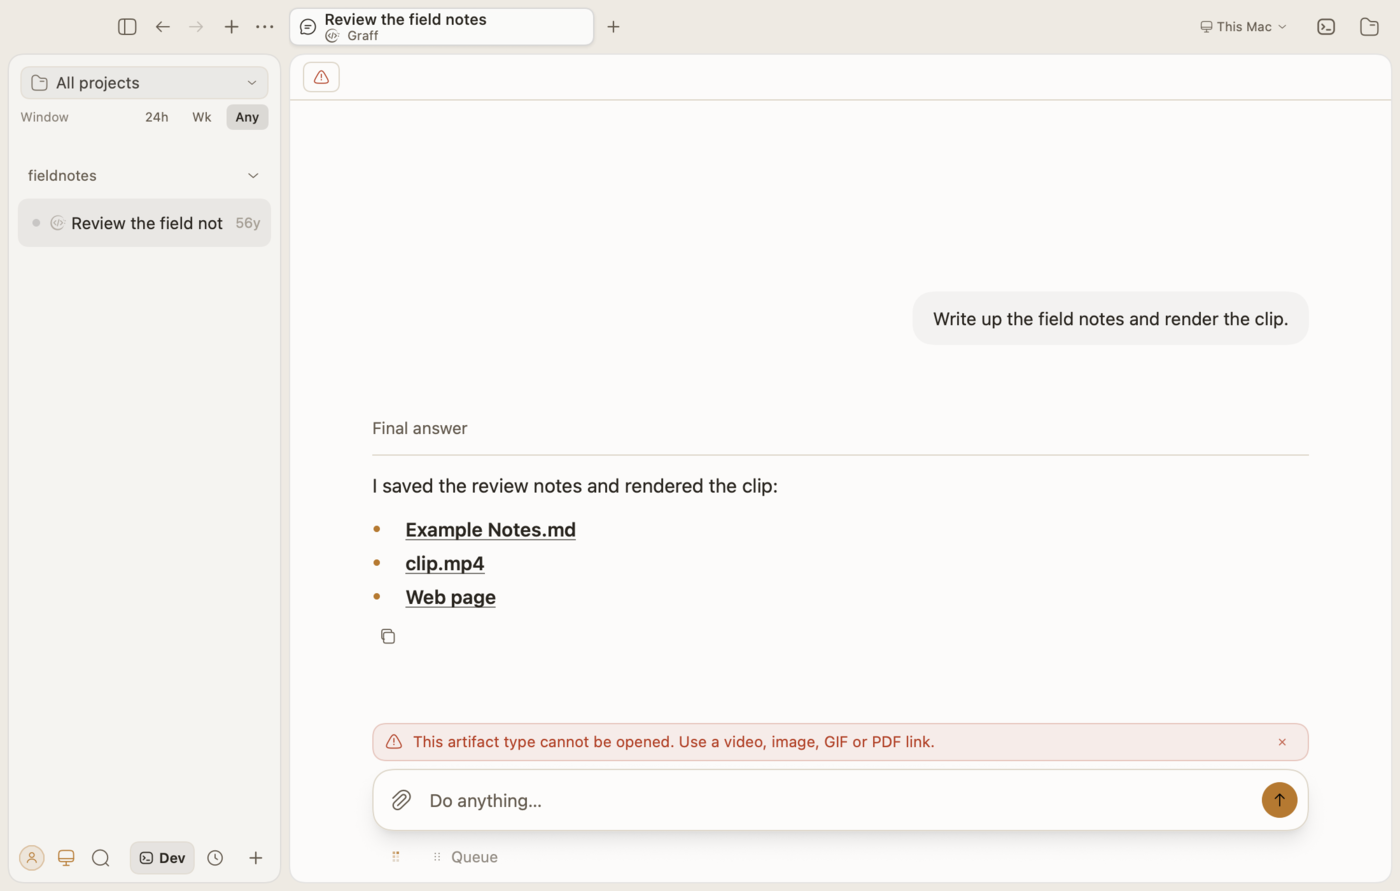 Review the field notes
Graff
This Mac
All projects
Window 24h Wk Any
fieldnotes
Review the field not 56y
Write up the field notes and render the clip.
Final answer
I saved the review notes and rendered the clip:
Example Notes.md
clip.mp4
Web page
This artifact type cannot be opened. Use a video, image, GIF or PDF link.
Do anything...
Dev
Queue